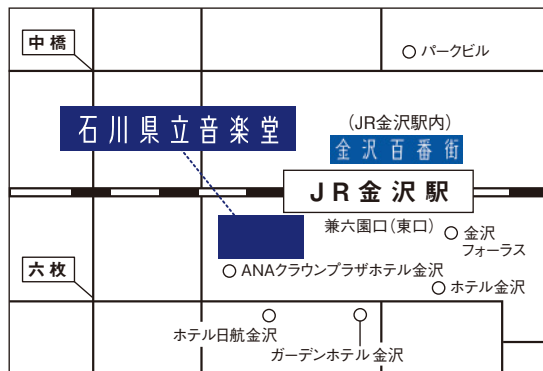 中橋
パークビル
石川県立音楽堂
(JR金沢駅内)
金沢百番街
JR金沢駅
兼六園口(東口)
金沢
フォーラス
六枚
ANAクラウンプラザホテル金沢
ホテル金沢
ホテル日航金沢
ガーデンホテル金沢